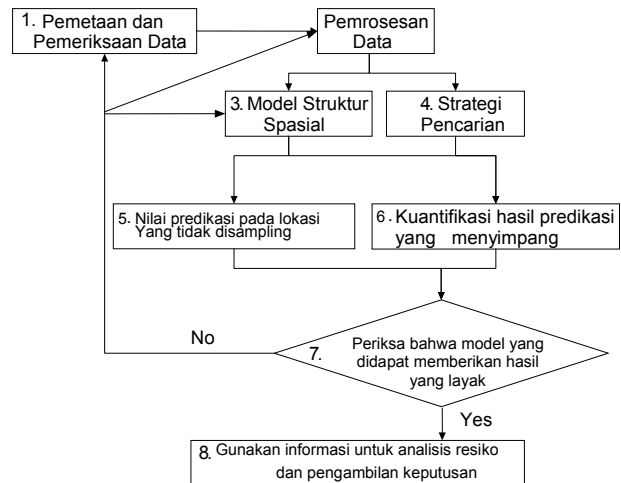 1. Pemetaan dan
Pemeriksaan Data
Pemrosesan
Data
3. Model Struktur
Spasial
4. Strategi
Pencarian
5. Nilai predikasi pada lokasi
Yang tidak disampling
6. Kuantifikasi hasil predikasi
yang menyimpang
No
7. Periksa bahwa model yang
didapat memberikan hasil
yang layak
Yes
8. Gunakan informasi untuk analisis resiko
dan pengambilan keputusan